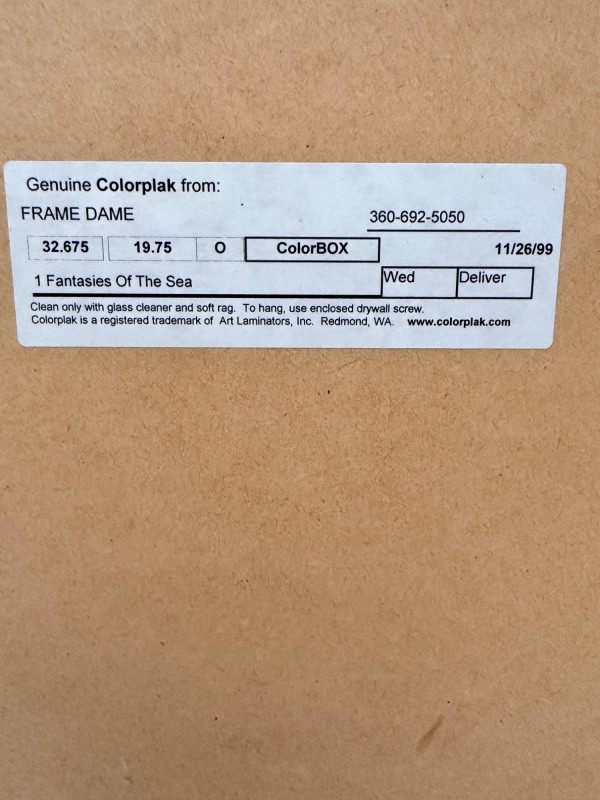 Genuine Colorplak from:
FRAME DAME 360-692-5050
32.675 19.75 O ColorBOX 11/26/99
1 Fantasies Of The Sea Wed Deliver
Clean only with glass cleaner and soft rag. To hang, use enclosed drywall screw.
Colorplak is a registered trademark of Art Laminators, Inc. Redmond, WA. www.colorplak.com